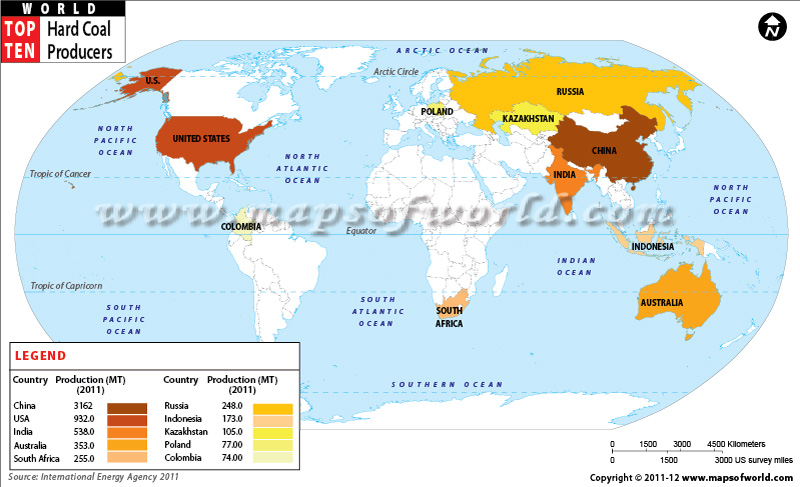 WORLD
TOP TEN
Hard Coal
Producers
N
ARCTIC OCEAN
Arctic Circle
U.S.
RUSSIA
POLAND
KAZAKHSTAN
UNITED STATES
NORTH
PACIFIC
OCEAN
CHINA
NORTH
ATLANTIC
OCEAN
INDIA
Tropic of Cancer
NORTH
PACIFIC
OCEAN
www.mapsofworld.com
COLOMBIA
Equator
INDONESIA
INDIAN
OCEAN
Tropic of Capricorn
SOUTH
PACIFIC
OCEAN
SOUTH
ATLANTIC
OCEAN
SOUTH
AFRICA
AUSTRALIA
SOUTHERN OCEAN
LEGEND
Country Production (MT) (2011) Country Production (MT) (2011)
China 3162 Russia 248.0
USA 932.0 Indonesia 173.0
India 538.0 Kazakhstan 105.0
Australia 353.0 Poland 77.00
South Africa 255.0 Colombia 74.00
Source: International Energy Agency 2011
0 1500 3000 4500 Kilometers
0 1500 3000 US survey miles
Copyright © 2011-12 www.mapsofworld.com